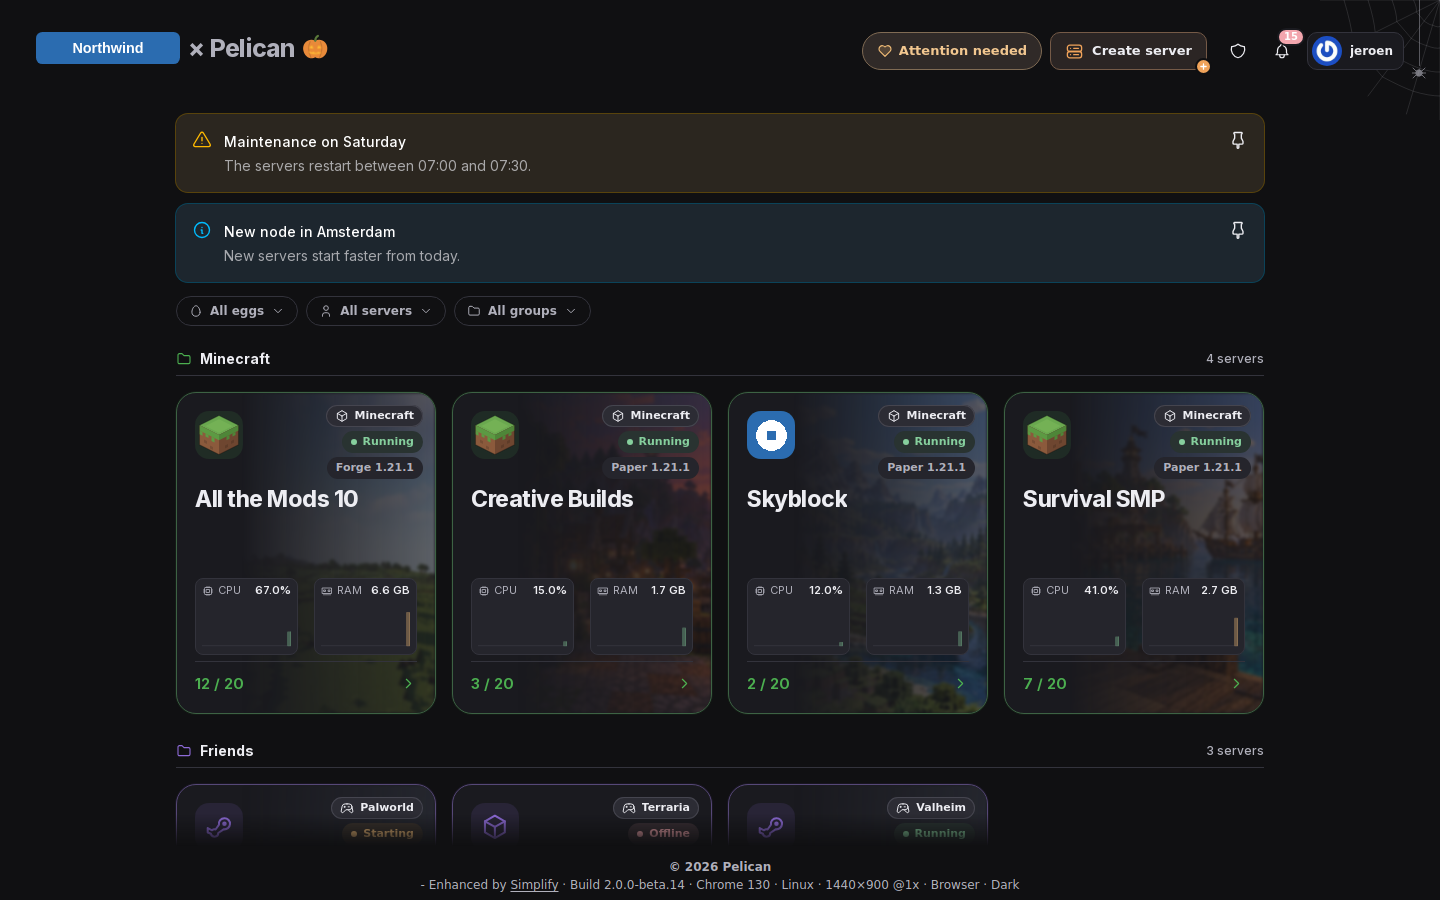 Northwind
× Pelican 🎃
Attention needed
Create server
15
jeroen
Maintenance on Saturday
The servers restart between 07:00 and 07:30.
New node in Amsterdam
New servers start faster from today.
All eggs
All servers
All groups
Minecraft
4 servers
Minecraft
Running
Forge 1.21.1
All the Mods 10
CPU 67.0%
RAM 6.6 GB
12 / 20
Minecraft
Running
Paper 1.21.1
Creative Builds
CPU 15.0%
RAM 1.7 GB
3 / 20
Minecraft
Running
Paper 1.21.1
Skyblock
CPU 12.0%
RAM 1.3 GB
2 / 20
Minecraft
Running
Paper 1.21.1
Survival SMP
CPU 41.0%
RAM 2.7 GB
7 / 20
Friends
3 servers
Palworld
Starting
Terraria
Offline
Valheim
Running
© 2026 Pelican
- Enhanced by Simplify · Build 2.0.0-beta.14 · Chrome 130 · Linux · 1440×900 @1x · Browser · Dark